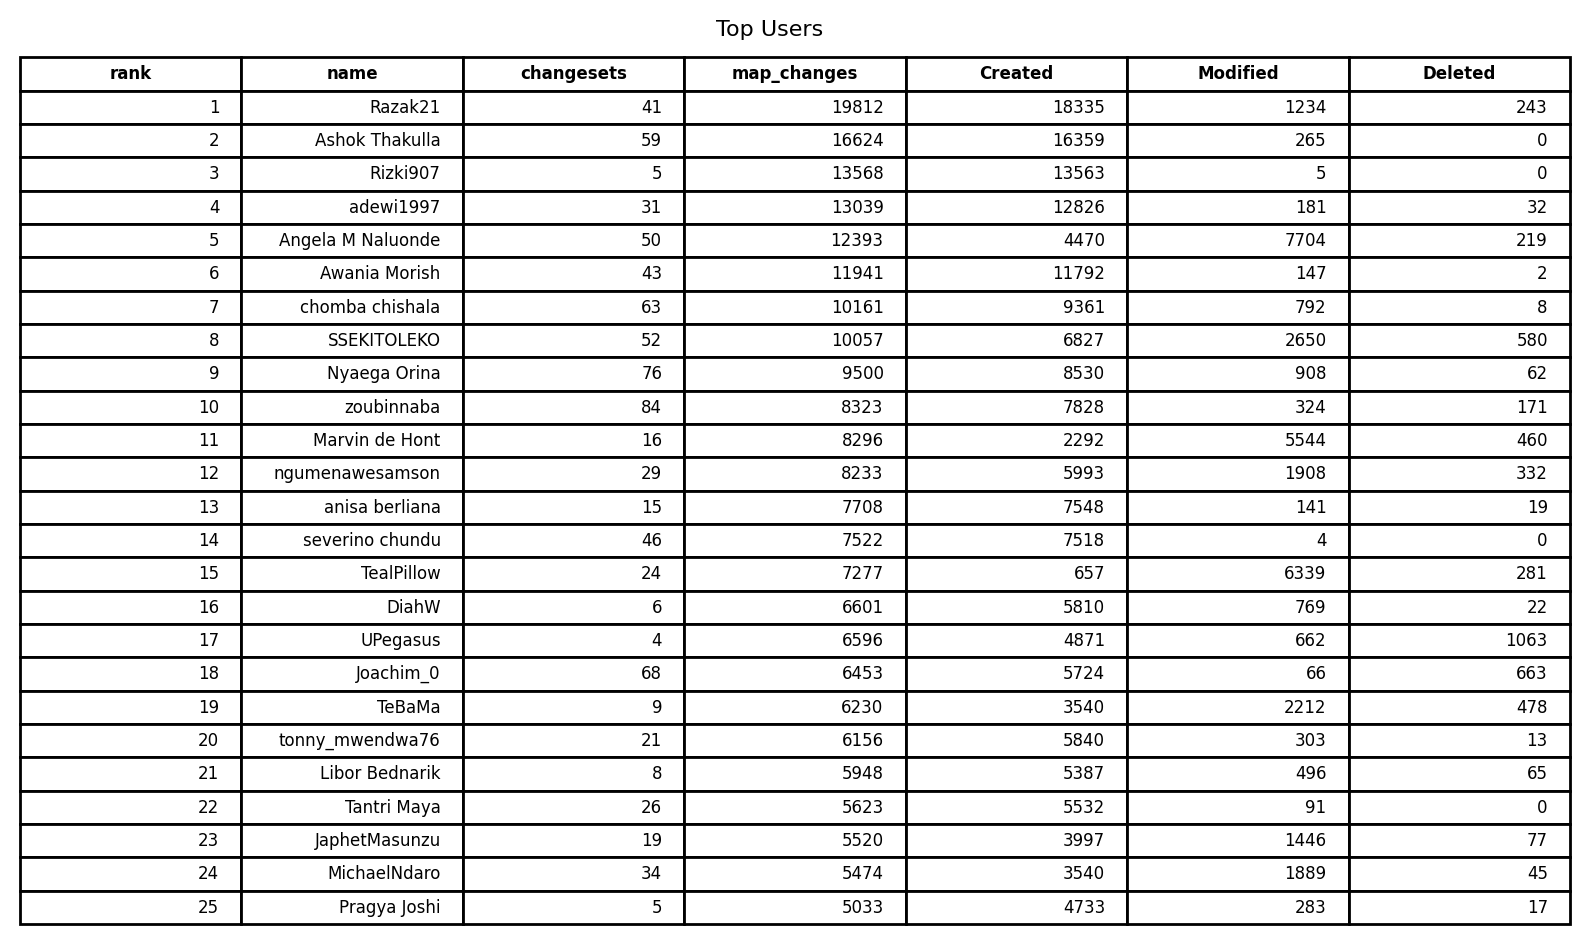 Top Users
rank name changesets map_changes Created Modified Deleted
1 Razak21 41 19812 18335 1234 243
2 Ashok Thakulla 59 16624 16359 265 0
3 Rizki907 5 13568 13563 5 0
4 adewi1997 31 13039 12826 181 32
5 Angela M Naluonde 50 12393 4470 7704 219
6 Awania Morish 43 11941 11792 147 2
7 chomba chishala 63 10161 9361 792 8
8 SSEKITOLEKO 52 10057 6827 2650 580
9 Nyaega Orina 76 9500 8530 908 62
10 zoubinnaba 84 8323 7828 324 171
11 Marvin de Hont 16 8296 2292 5544 460
12 ngumenawesamson 29 8233 5993 1908 332
13 anisa berliana 15 7708 7548 141 19
14 severino chundu 46 7522 7518 4 0
15 TealPillow 24 7277 657 6339 281
16 DiahW 6 6601 5810 769 22
17 UPegasus 4 6596 4871 662 1063
18 Joachim_0 68 6453 5724 66 663
19 TeBaMa 9 6230 3540 2212 478
20 tonny_mwendwa76 21 6156 5840 303 13
21 Libor Bednarik 8 5948 5387 496 65
22 Tantri Maya 26 5623 5532 91 0
23 JaphetMasunzu 19 5520 3997 1446 77
24 MichaelNdaro 34 5474 3540 1889 45
25 Pragya Joshi 5 5033 4733 283 17